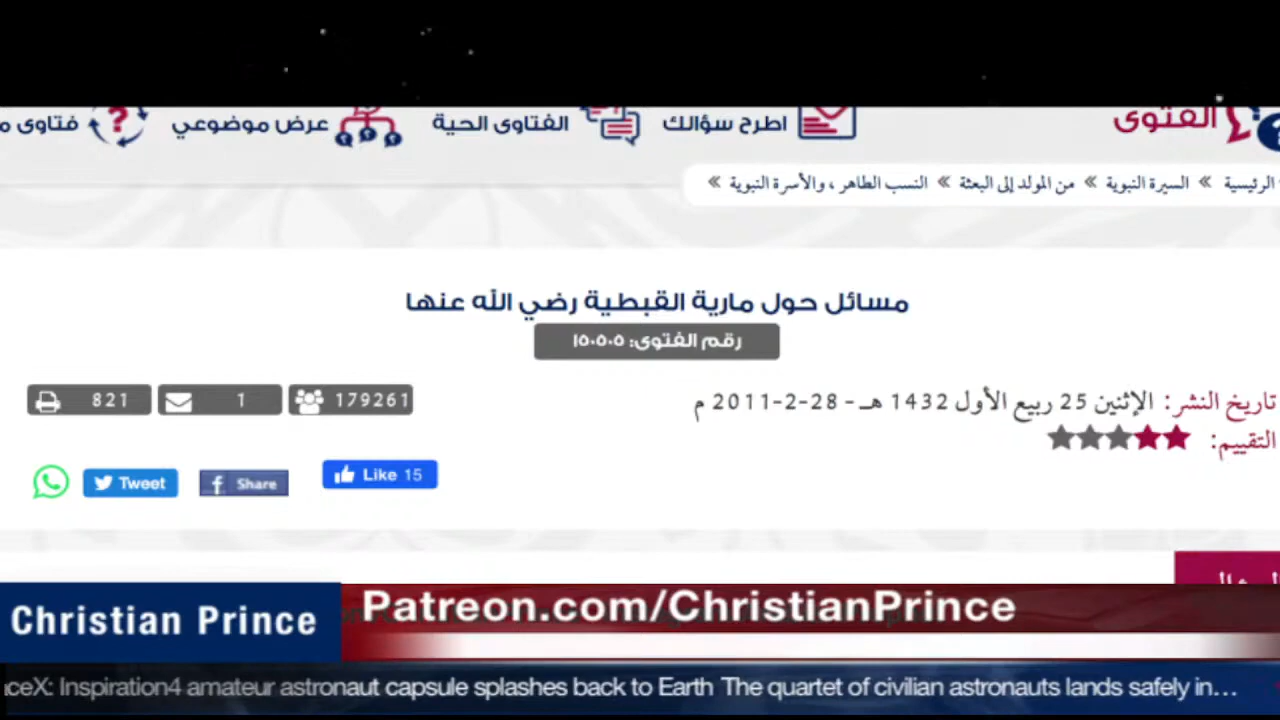 الفتوى
اطرح سؤالك
الفتاوى الحية
عرض موضوعي
فتاوى
الرئيسية » السيرة النبوية » من المولد إلى البعثة » النسب الطاهر ، والأسرة النبوية »
مسائل حول مارية القبطية رضي الله عنها
رقم الفتوى: ١٥٠٥٠٥
821 1 179261
تاريخ النشر: الإثنين 25 ربيع الأول 1432 هـ - 28-2-2011 م
التقييم:
Tweet Share Like 15
Christian Prince
Patreon.com/ChristianPrince
ceX: Inspiration4 amateur astronaut capsule splashes back to Earth The quartet of civilian astronauts lands safely in...